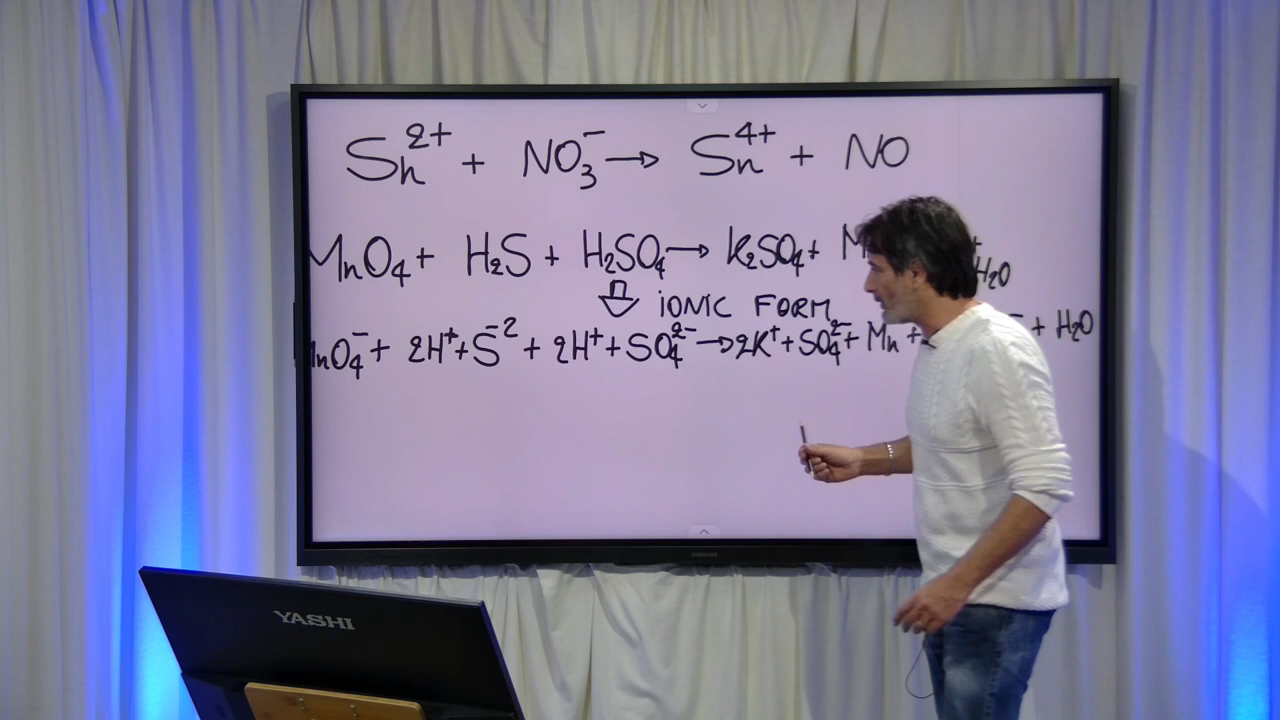 Sn²⁺ + NO₃⁻ → Sn⁴⁺ + NO
MnO₄ + H₂S + H₂SO₄ → K₂SO₄ + M + H₂O
⇩ iONIC FORM
MnO₄⁻ + 2H⁺ + S⁻² + 2H⁺ + SO₄²⁻ → 2K⁺ + SO₄²⁻ + Mn + ⁻ + H₂O
SAMSUNG
YASHI